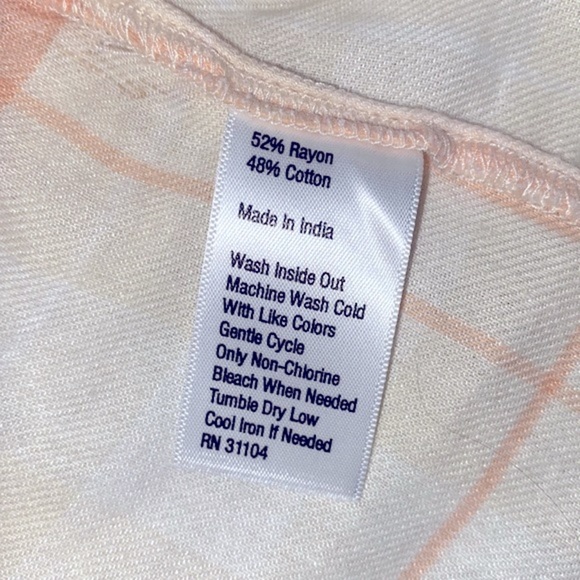 52% Rayon
48% Cotton
Made In India
Wash Inside Out
Machine Wash Cold
With Like Colors
Gentle Cycle
Only Non-Chlorine
Bleach When Needed
Tumble Dry Low
Cool Iron If Needed
RN 31104